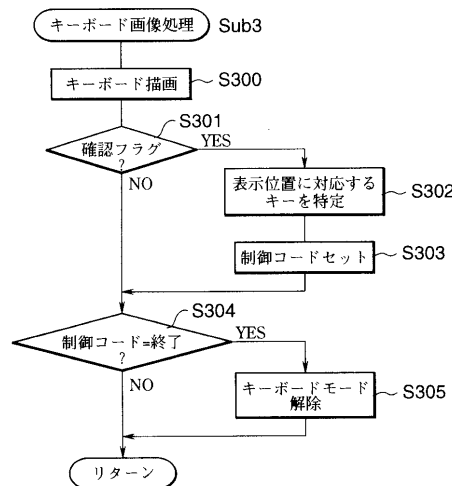 キーボード画像処理 Sub3
キーボード描画 S300
S301
確認フラグ
?
YES
NO
表示位置に対応する
キーを特定
S302
制御コードセット S303
S304
制御コード=終了
?
YES
NO
キーボードモード
解除
S305
リターン